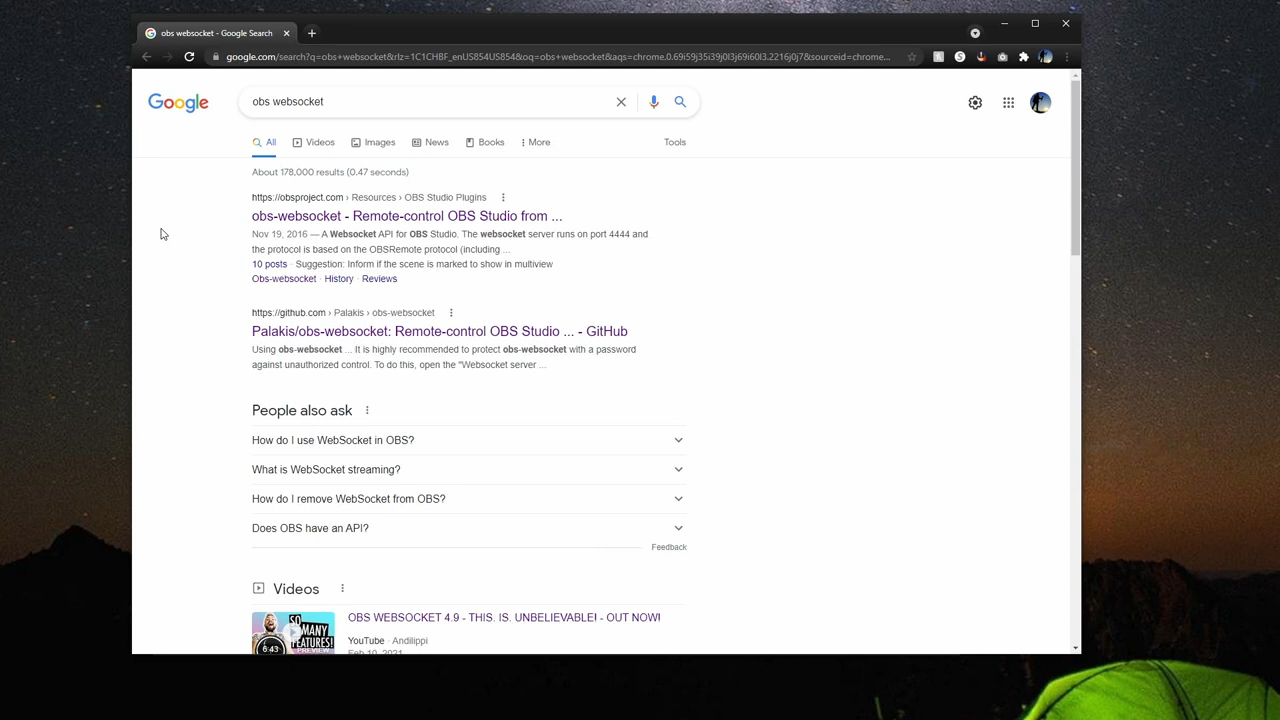 obs websocket - Google Search
google.com/search?q=obs+websocket&rlz=1C1CHBF_enUS854US854&oq=obs+websocket&aqs=chrome.0.69i59j35i39j0l3j69i60l3.2216j0j7&sourceid=chrome...
Google
obs websocket
All Videos Images News Books More Tools
About 178,000 results (0.47 seconds)
https://obsproject.com › Resources › OBS Studio Plugins
obs-websocket - Remote-control OBS Studio from ...
Nov 19, 2016 — A Websocket API for OBS Studio. The websocket server runs on port 4444 and
the protocol is based on the OBSRemote protocol (including ...
10 posts · Suggestion: Inform if the scene is marked to show in multiview
Obs-websocket · History · Reviews
https://github.com › Palakis › obs-websocket
Palakis/obs-websocket: Remote-control OBS Studio ... - GitHub
Using obs-websocket ... It is highly recommended to protect obs-websocket with a password
against unauthorized control. To do this, open the "Websocket server ...
People also ask
How do I use WebSocket in OBS?
What is WebSocket streaming?
How do I remove WebSocket from OBS?
Does OBS have an API?
Feedback
Videos
OBS WEBSOCKET 4.9 - THIS. IS. UNBELIEVABLE! - OUT NOW!
SO
MANY
FEATURES!
PREVIEW
6:43
YouTube · Andilippi
Feb 10, 2021